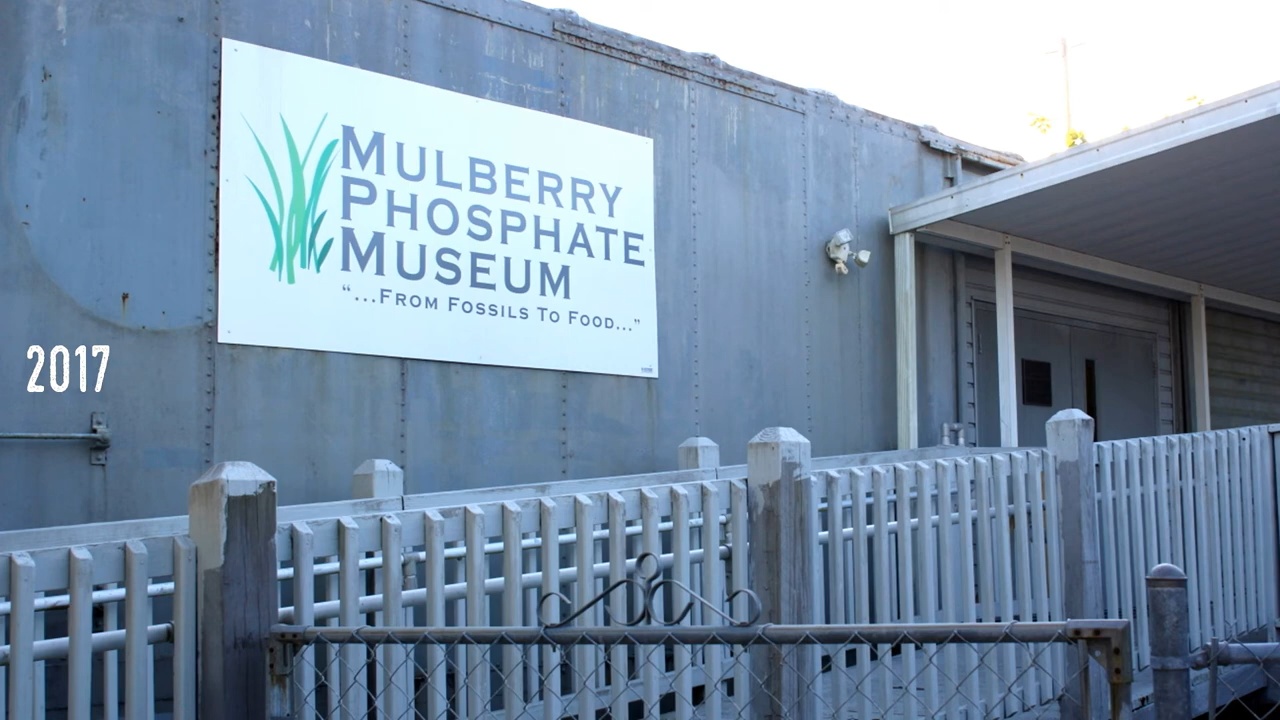 MULBERRY
PHOSPHATE
MUSEUM
“...FROM FOSSILS TO FOOD...”
2017